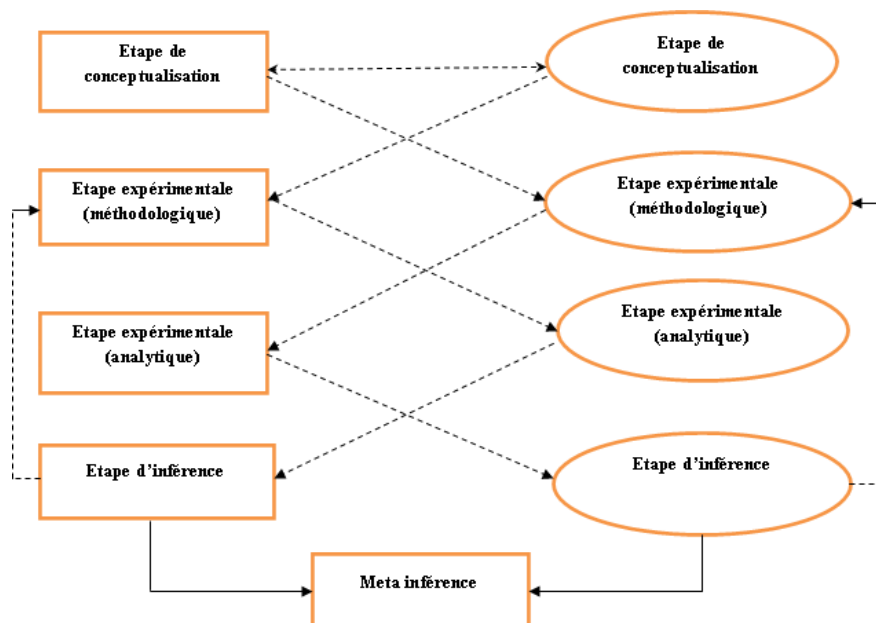 Etape de
conceptualisation
Etape de
conceptualisation
Etape expérimentale
(méthodologique)
Etape expérimentale
(méthodologique)
Etape expérimentale
(analytique)
Etape expérimentale
(analytique)
Etape d'inférence
Etape d'inférence
Meta inférence